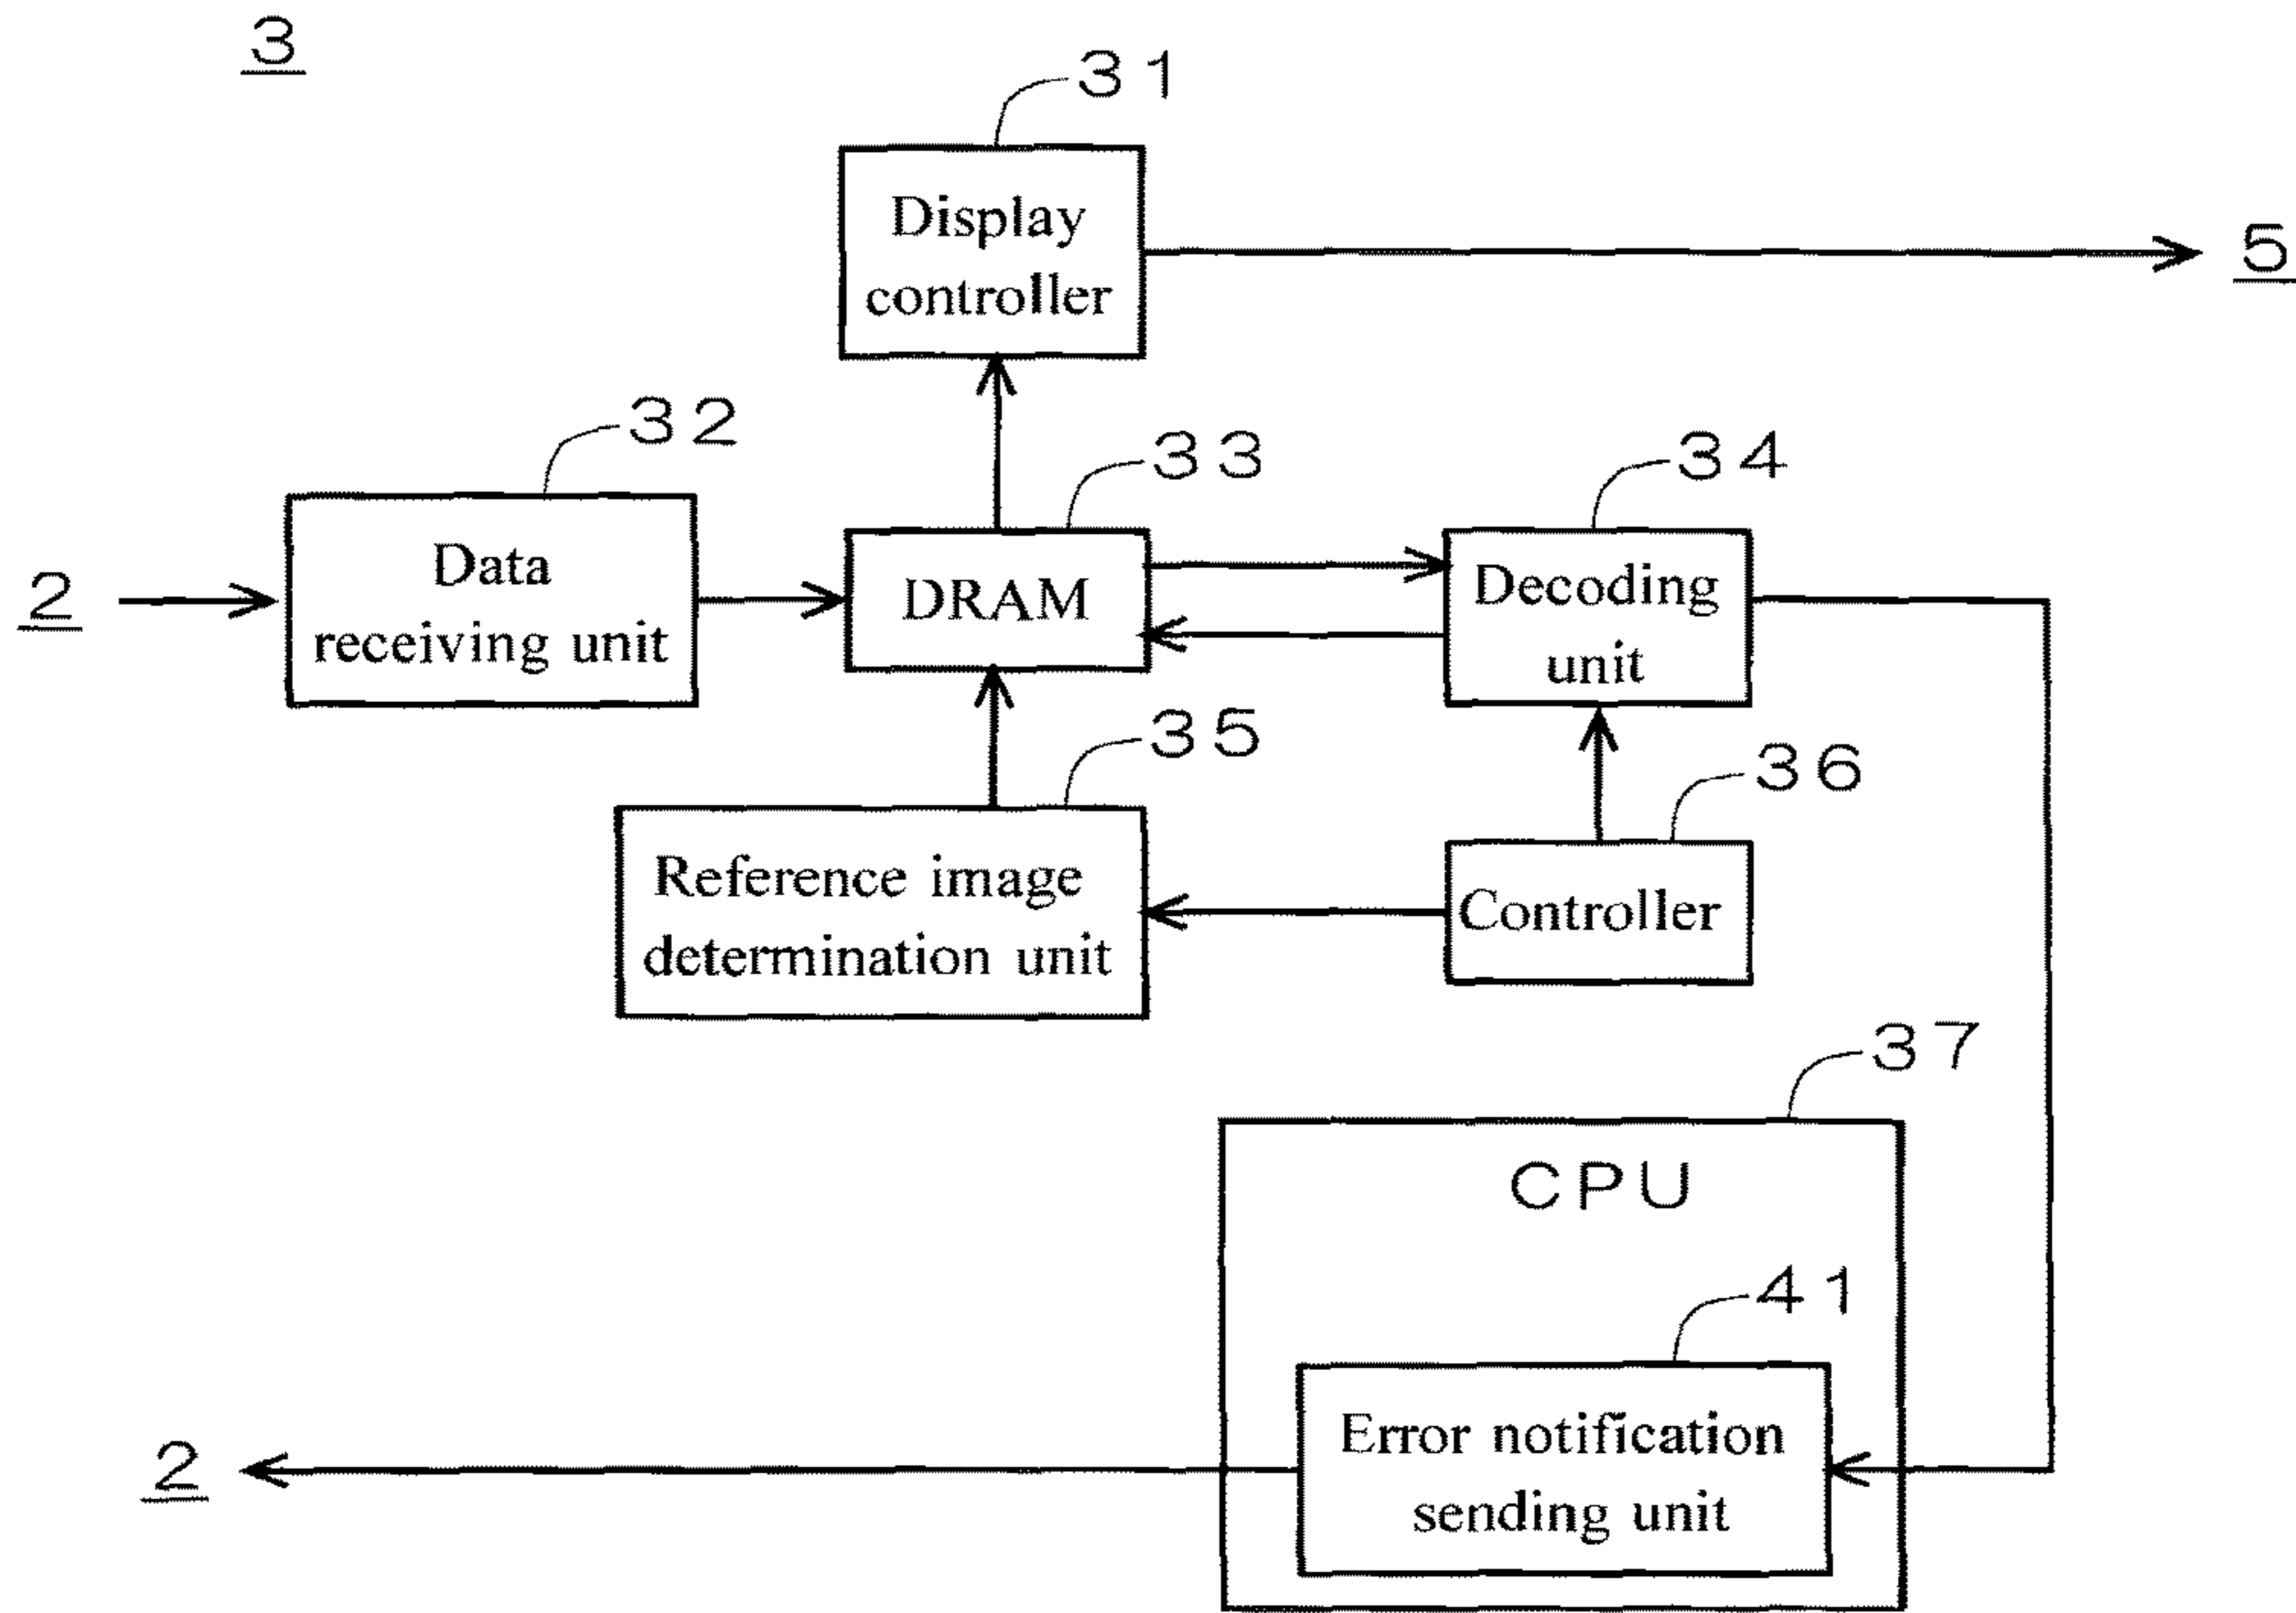 3
31
Display
controller
5
32
33
34
2
Data
receiving unit
DRAM
Decoding
unit
35
36
Reference image
determination unit
Controller
37
CPU
41
2
Error notification
sending unit